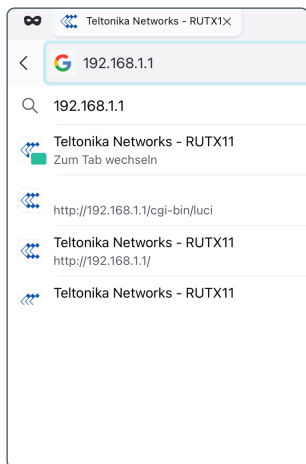 Teltonika Networks - RUTX1
192.168.1.1
192.168.1.1
Teltonika Networks - RUTX11
Zum Tab wechseln
http://192.168.1.1/cgi-bin/luci
Teltonika Networks - RUTX11
http://192.168.1.1/
Teltonika Networks - RUTX11